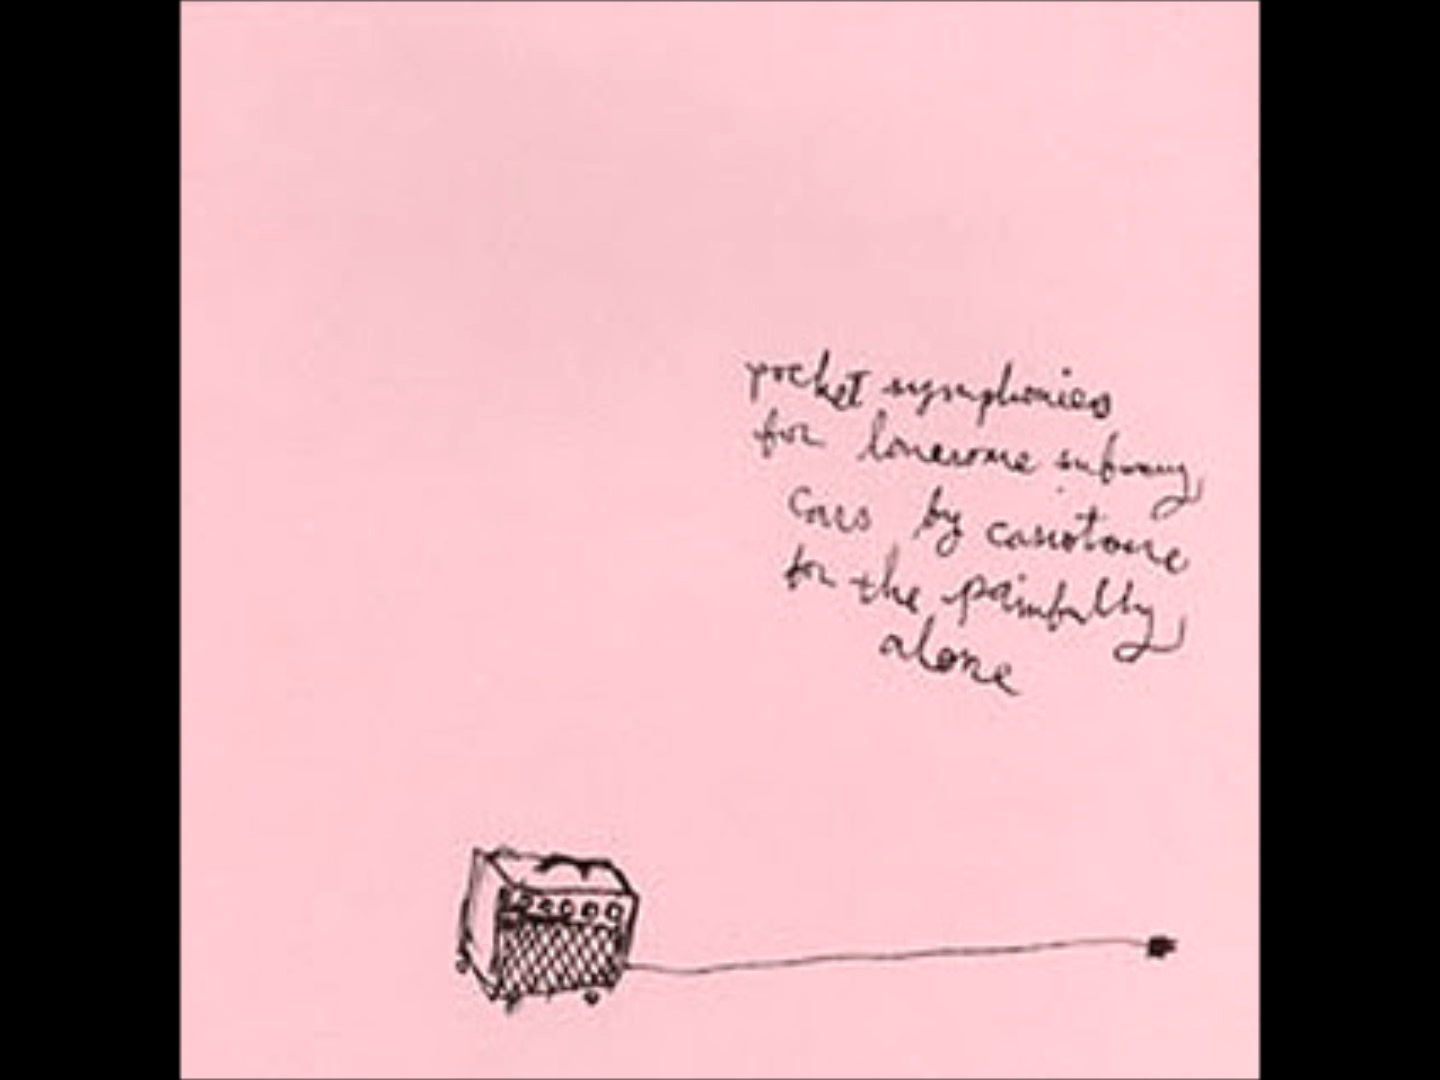 pocket symphonies
for lonesome subway
cars by casiotone
for the painfully
alone